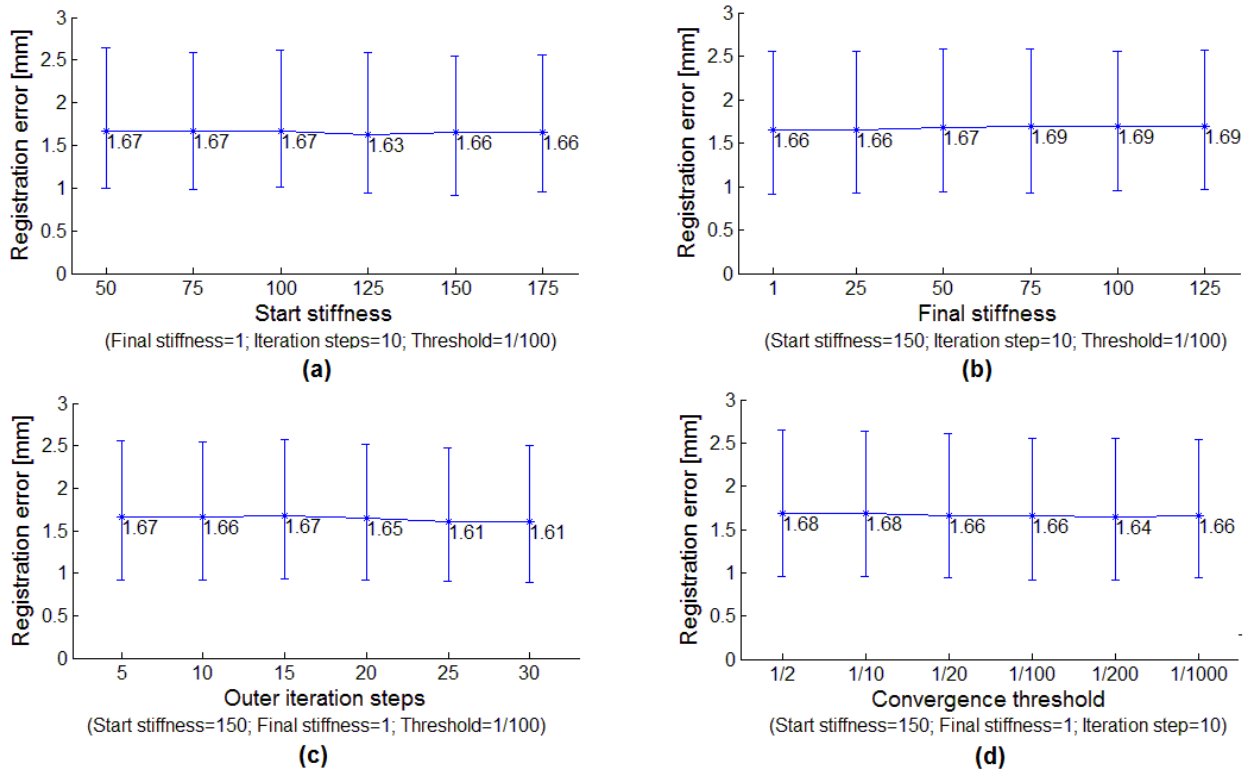 3
2.5
2
1.5
1
0.5
0
Registration error [mm]
1.67
1.67
1.67
1.63
1.66
1.66
50 75 100 125 150 175
Start stiffness
(Final stiffness=1; Iteration steps=10; Threshold=1/100)
(a)
3
2.5
2
1.5
1
0.5
0
Registration error [mm]
1.66
1.66
1.67
1.69
1.69
1.69
1 25 50 75 100 125
Final stiffness
(Start stiffness=150; Iteration step=10; Threshold=1/100)
(b)
3
2.5
2
1.5
1
0.5
0
Registration error [mm]
1.67
1.66
1.67
1.65
1.61
1.61
5 10 15 20 25 30
Outer iteration steps
(Start stiffness=150; Final stiffness=1; Threshold=1/100)
(c)
3
2.5
2
1.5
1
0.5
0
Registration error [mm]
1.68
1.68
1.66
1.66
1.64
1.66
1/2 1/10 1/20 1/100 1/200 1/1000
Convergence threshold
(Start stiffness=150; Final stiffness=1; Iteration step=10)
(d)